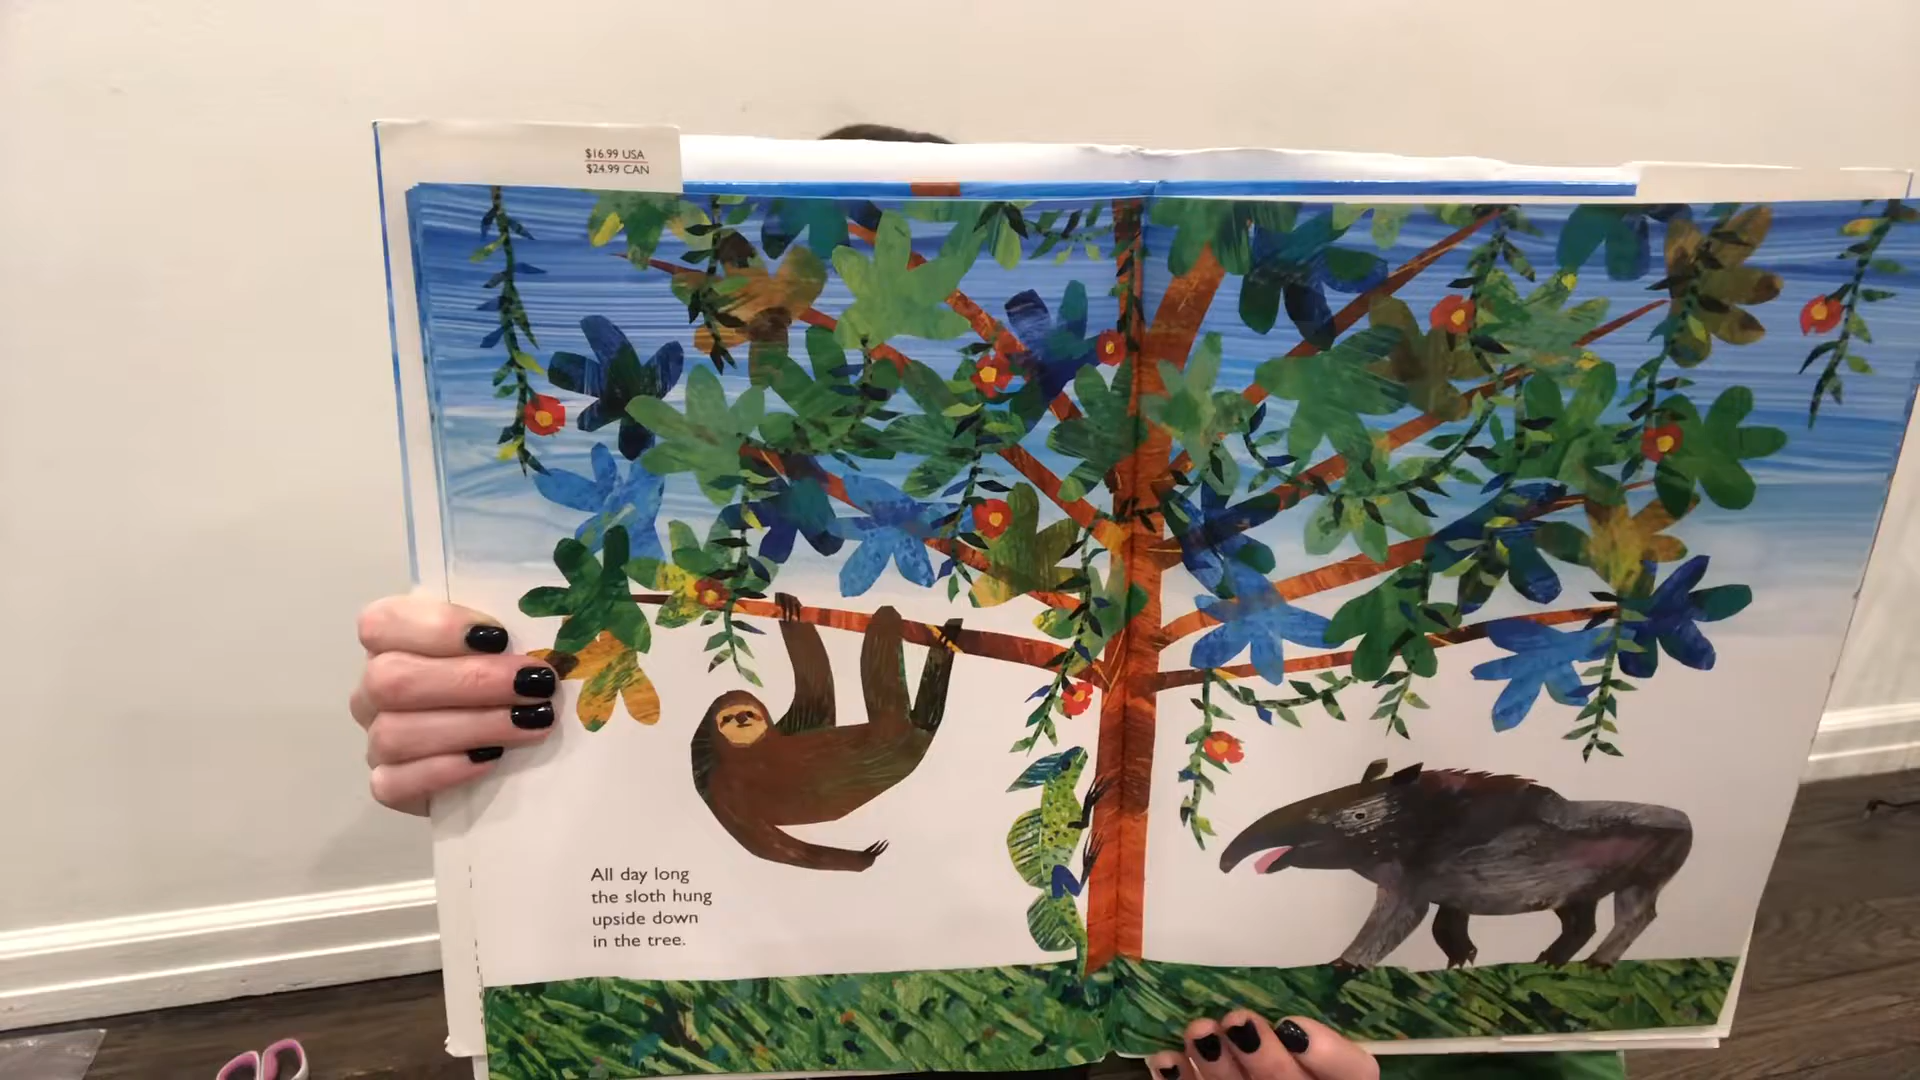 $16.99 USA
$24.99 CAN
All day long
the sloth hung
upside down
in the tree.